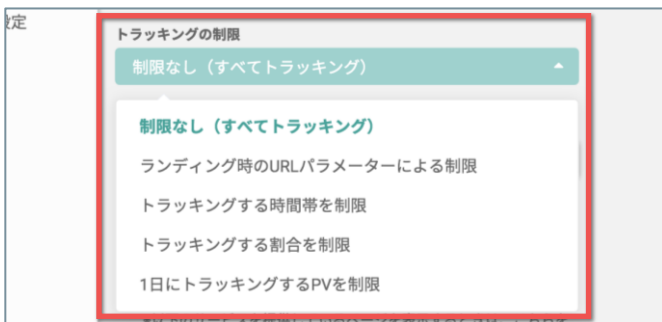 設定
トラッキングの制限
制限なし（すべてトラッキング）
制限なし（すべてトラッキング）
ランディング時のURLパラメーターによる制限
トラッキングする時間帯を制限
トラッキングする割合を制限
1日にトラッキングするPVを制限